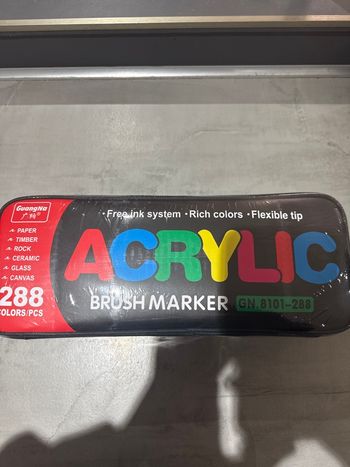 GuangNa
广纳
PAPER
TIMBER
ROCK
CERAMIC
GLASS
CANVAS
288
COLORS/PCS
·Free ink system ·Rich colors ·Flexible tip
ACRYLIC
BRUSH MARKER
GN.8101-288